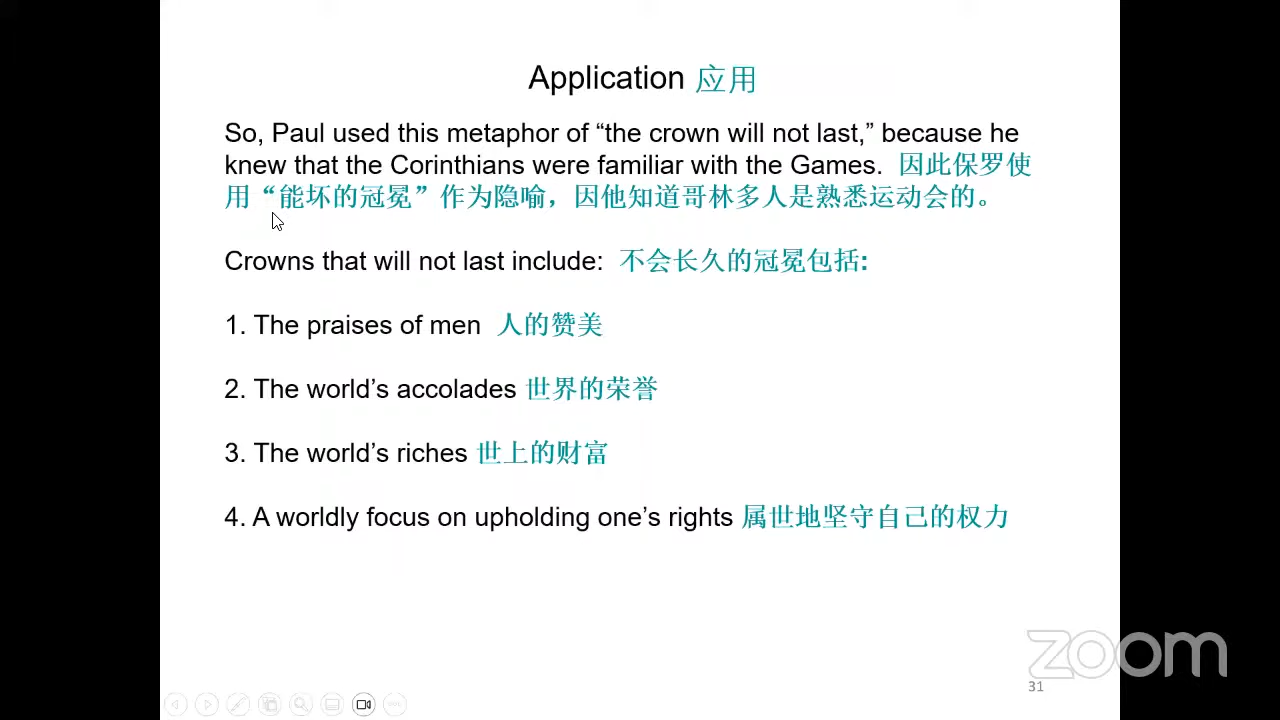 Application 应用
So, Paul used this metaphor of “the crown will not last,” because he
knew that the Corinthians were familiar with the Games. 因此保罗使
用“能坏的冠冕”作为隐喻，因他知道哥林多人是熟悉运动会的。
Crowns that will not last include: 不会长久的冠冕包括:
1. The praises of men 人的赞美
2. The world’s accolades 世界的荣誉
3. The world’s riches 世上的财富
4. A worldly focus on upholding one’s rights 属世地坚守自己的权力
zoom
31